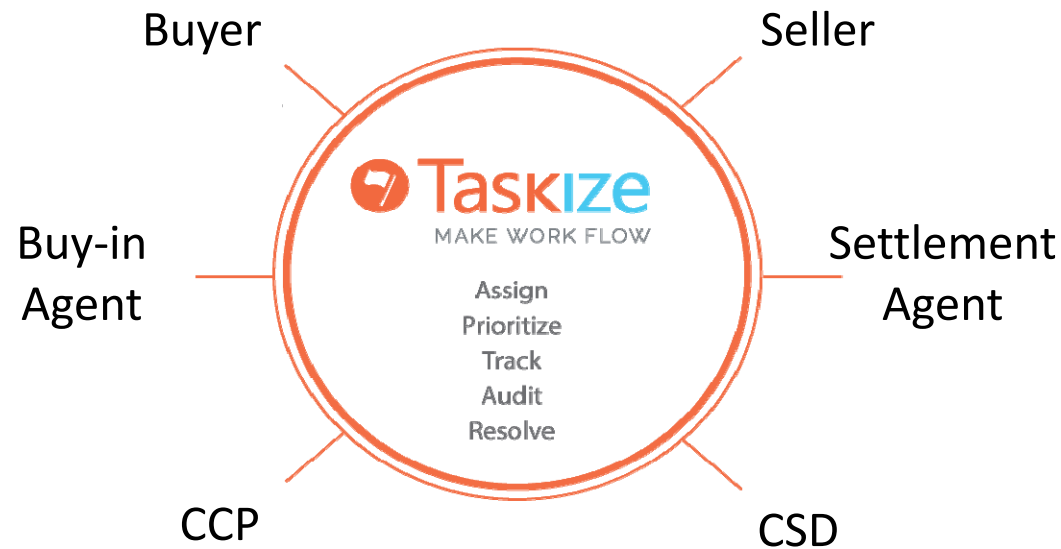 Buyer
Seller
Taskize
MAKE WORK FLOW
Buy-in
Agent
Settlement
Agent
Assign
Prioritize
Track
Audit
Resolve
CCP
CSD